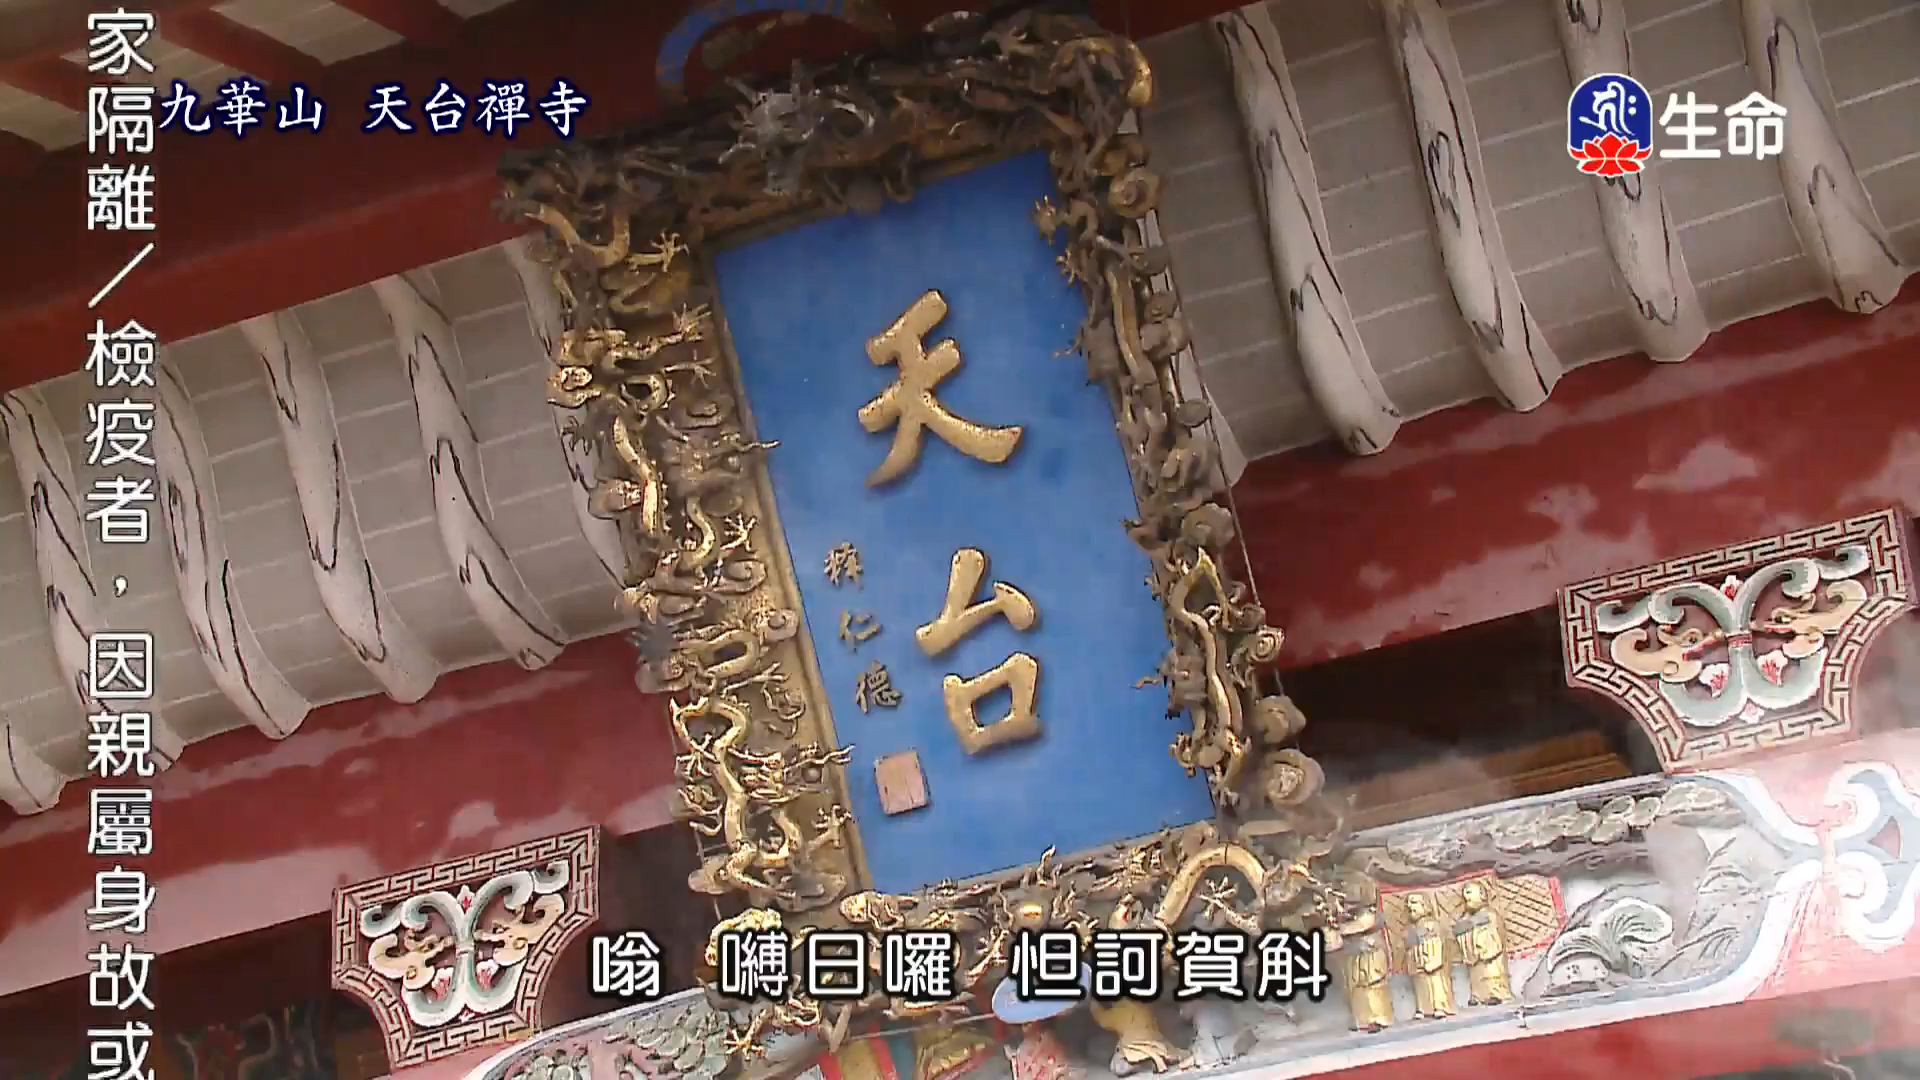 家隔離／檢疫者，因親屬身故或
九華山 天台禪寺
生命
天台
釋仁德
嗡 嚩日囉 怛訶賀斛